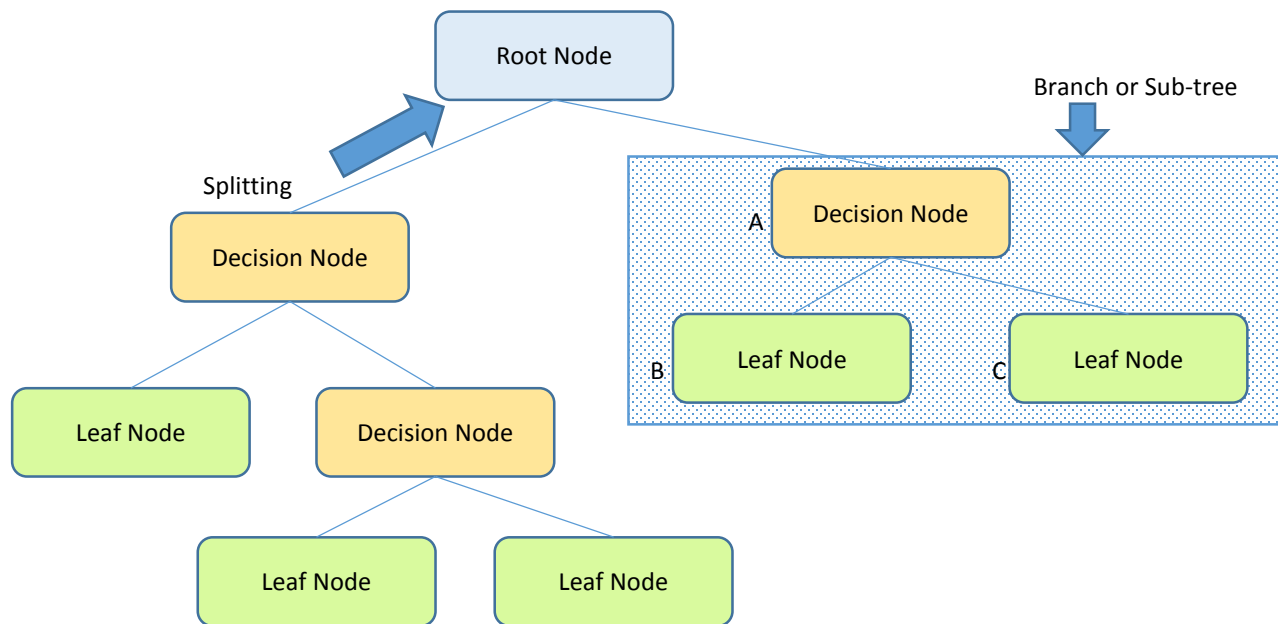 Root Node
Branch or Sub-tree
Splitting
Decision Node
A
Decision Node
Leaf Node
B
Leaf Node
C
Leaf Node
Decision Node
Leaf Node
Leaf Node